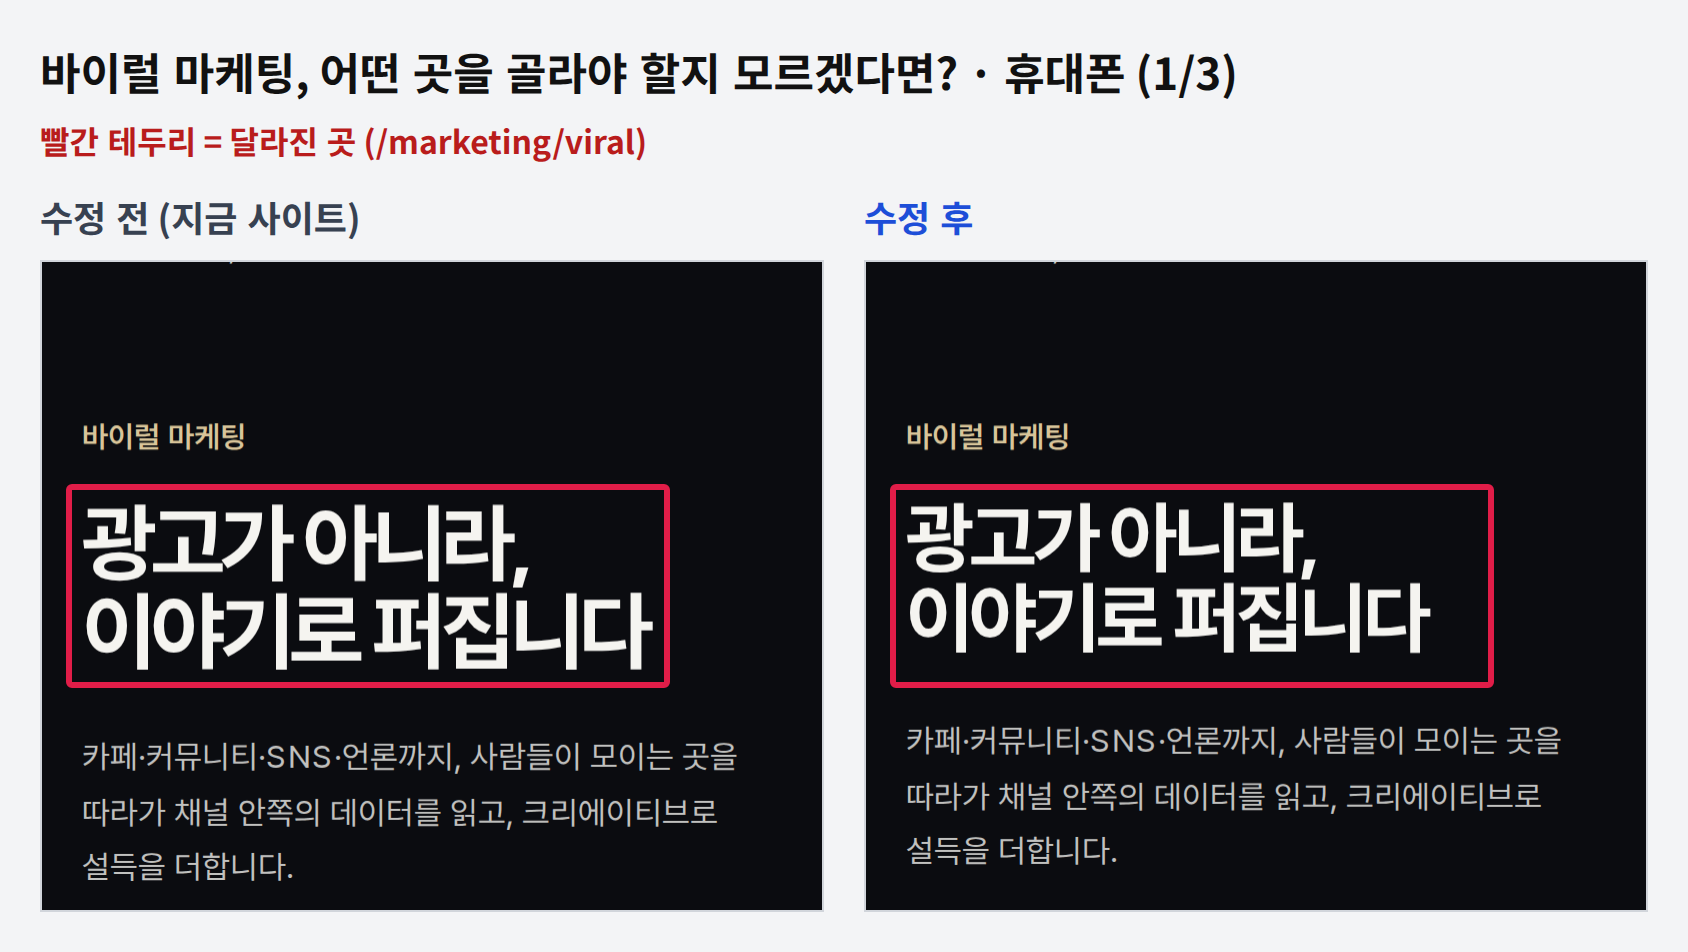 바이럴 마케팅, 어떤 곳을 골라야 할지 모르겠다면? · 휴대폰 (1/3)
빨간 테두리 = 달라진 곳 (/marketing/viral)
수정 전 (지금 사이트)
바이럴 마케팅
광고가 아니라,
이야기로 퍼집니다
카페·커뮤니티·SNS·언론까지, 사람들이 모이는 곳을
따라가 채널 안쪽의 데이터를 읽고, 크리에이티브로
설득을 더합니다.
수정 후
바이럴 마케팅
광고가 아니라,
이야기로 퍼집니다
카페·커뮤니티·SNS·언론까지, 사람들이 모이는 곳을
따라가 채널 안쪽의 데이터를 읽고, 크리에이티브로
설득을 더합니다.